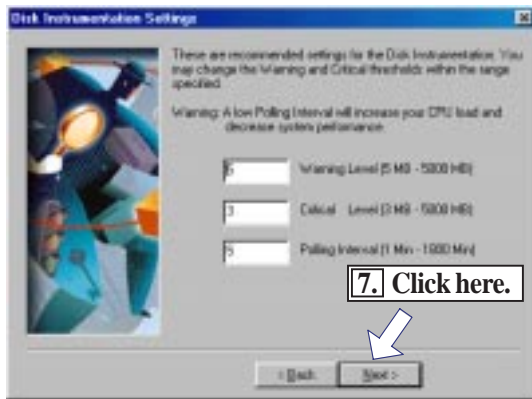 Disk Instrumentation Settings
These are recommended settings for the Disk Instrumentation. You
may change the Warning and Critical thresholds within the range
specified.
Warning: A low Polling Interval will increase your CPU load and
decrease system performance.
Warning Level (5 MB - 5000 MB)
3 Critical Level (3 MB - 5000 MB)
5 Polling Interval (1 Min - 1800 Min)
7. Click here.
< Back Next >